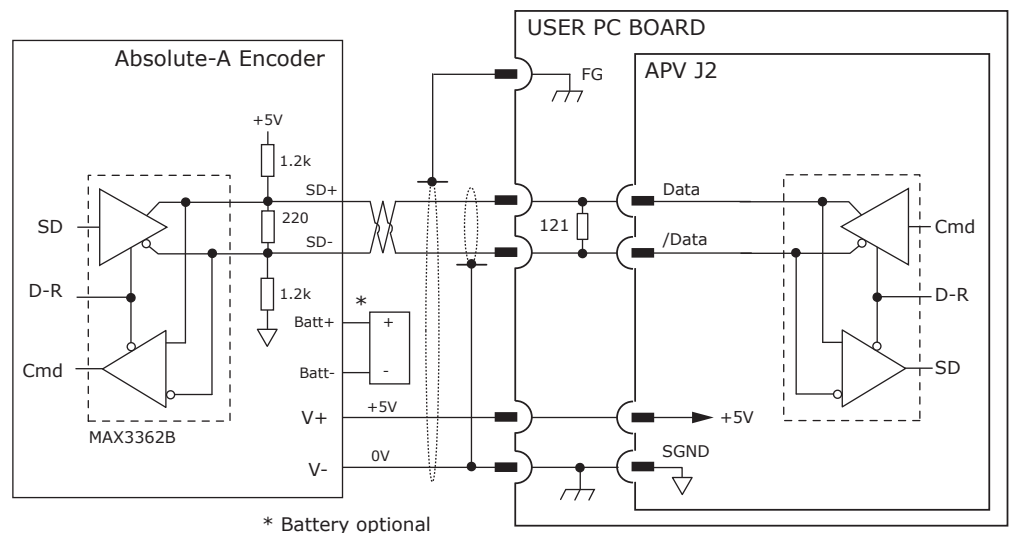 USER PC BOARD
Absolute-A Encoder
FG
APV J2
+5V
1.2k
SD+
Data
SD
220
121
Cmd
SD-
/Data
D-R
1.2k
D-R
*
Batt+
+
Cmd
Batt-
-
SD
V+
+5V
+5V
MAX3362B
SGND
V-
0V
* Battery optional